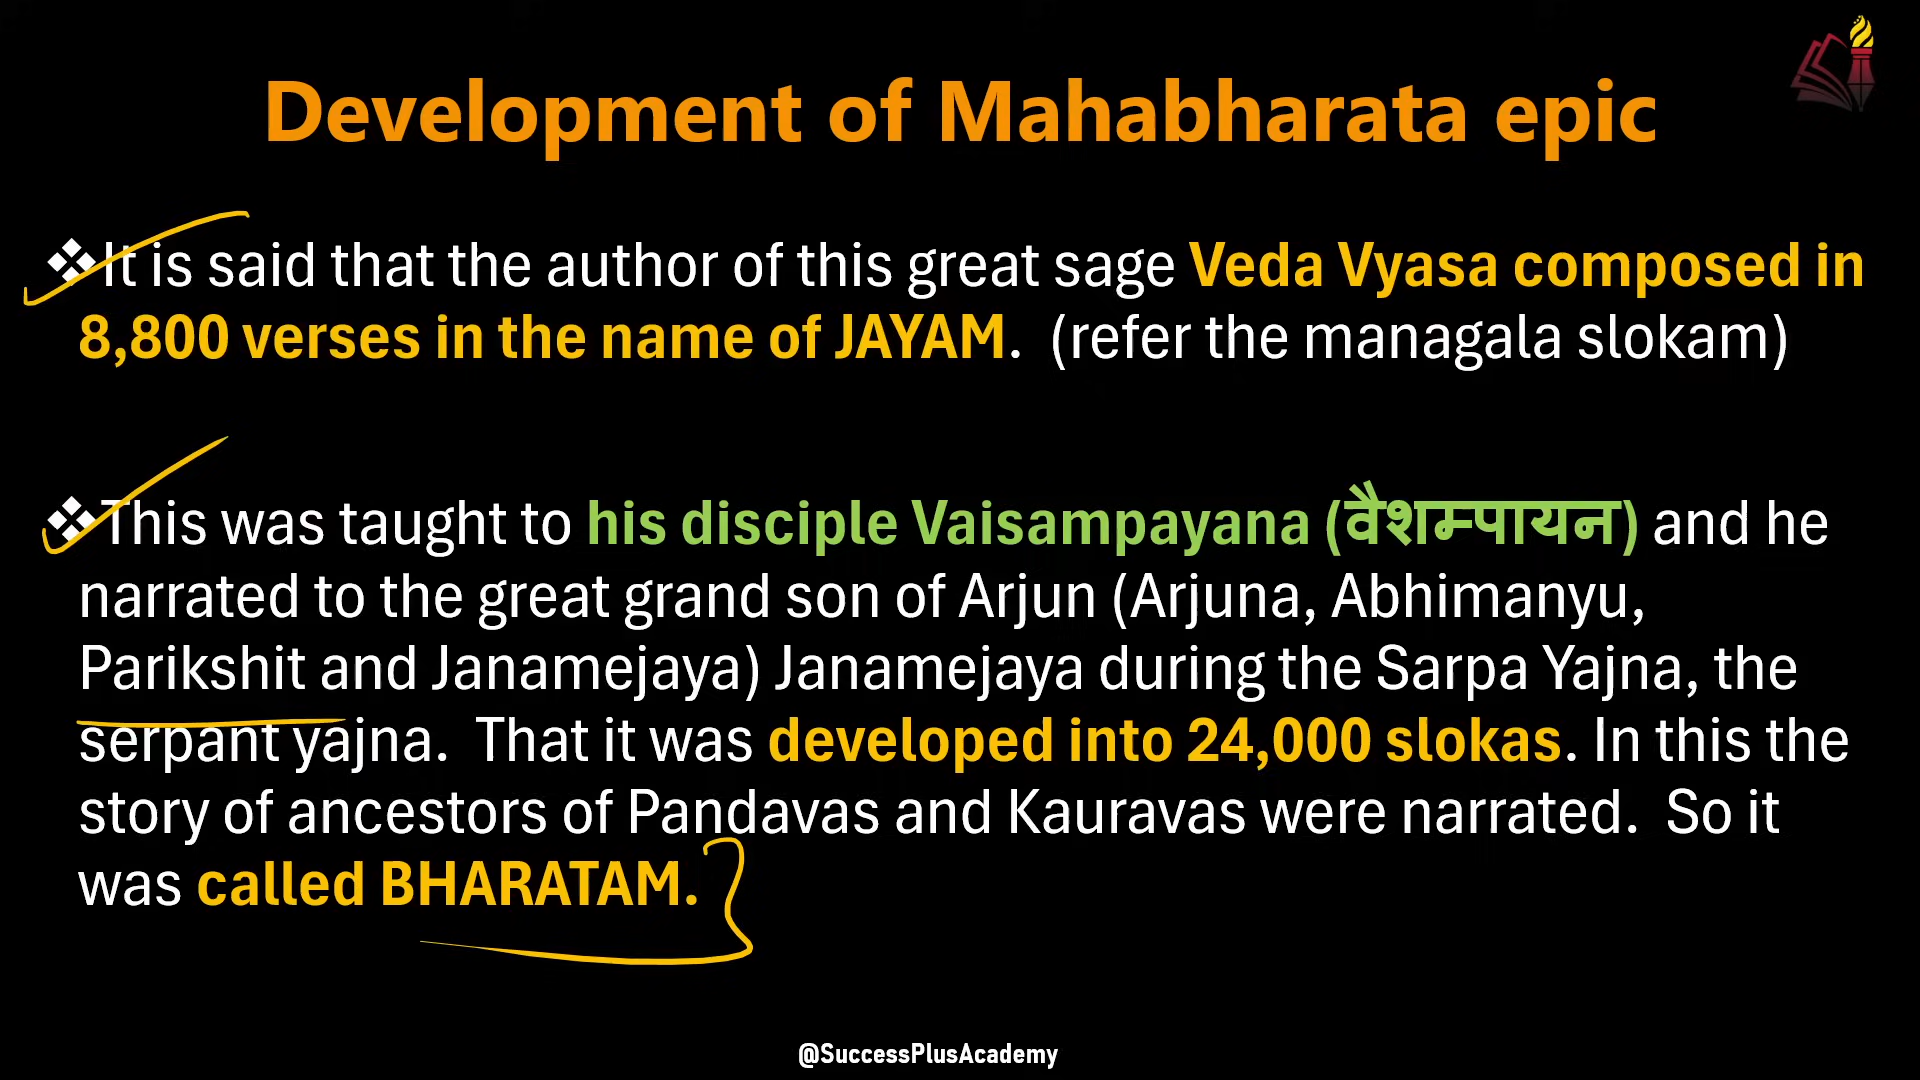 Development of Mahabharata epic
❖It is said that the author of this great sage Veda Vyasa composed in
8,800 verses in the name of JAYAM.  (refer the managala slokam)
❖This was taught to his disciple Vaisampayana (वैशम्पायन) and he
narrated to the great grand son of Arjun (Arjuna, Abhimanyu,
Parikshit and Janamejaya) Janamejaya during the Sarpa Yajna, the
serpant yajna.  That it was developed into 24,000 slokas. In this the
story of ancestors of Pandavas and Kauravas were narrated.  So it
was called BHARATAM.
@SuccessPlusAcademy